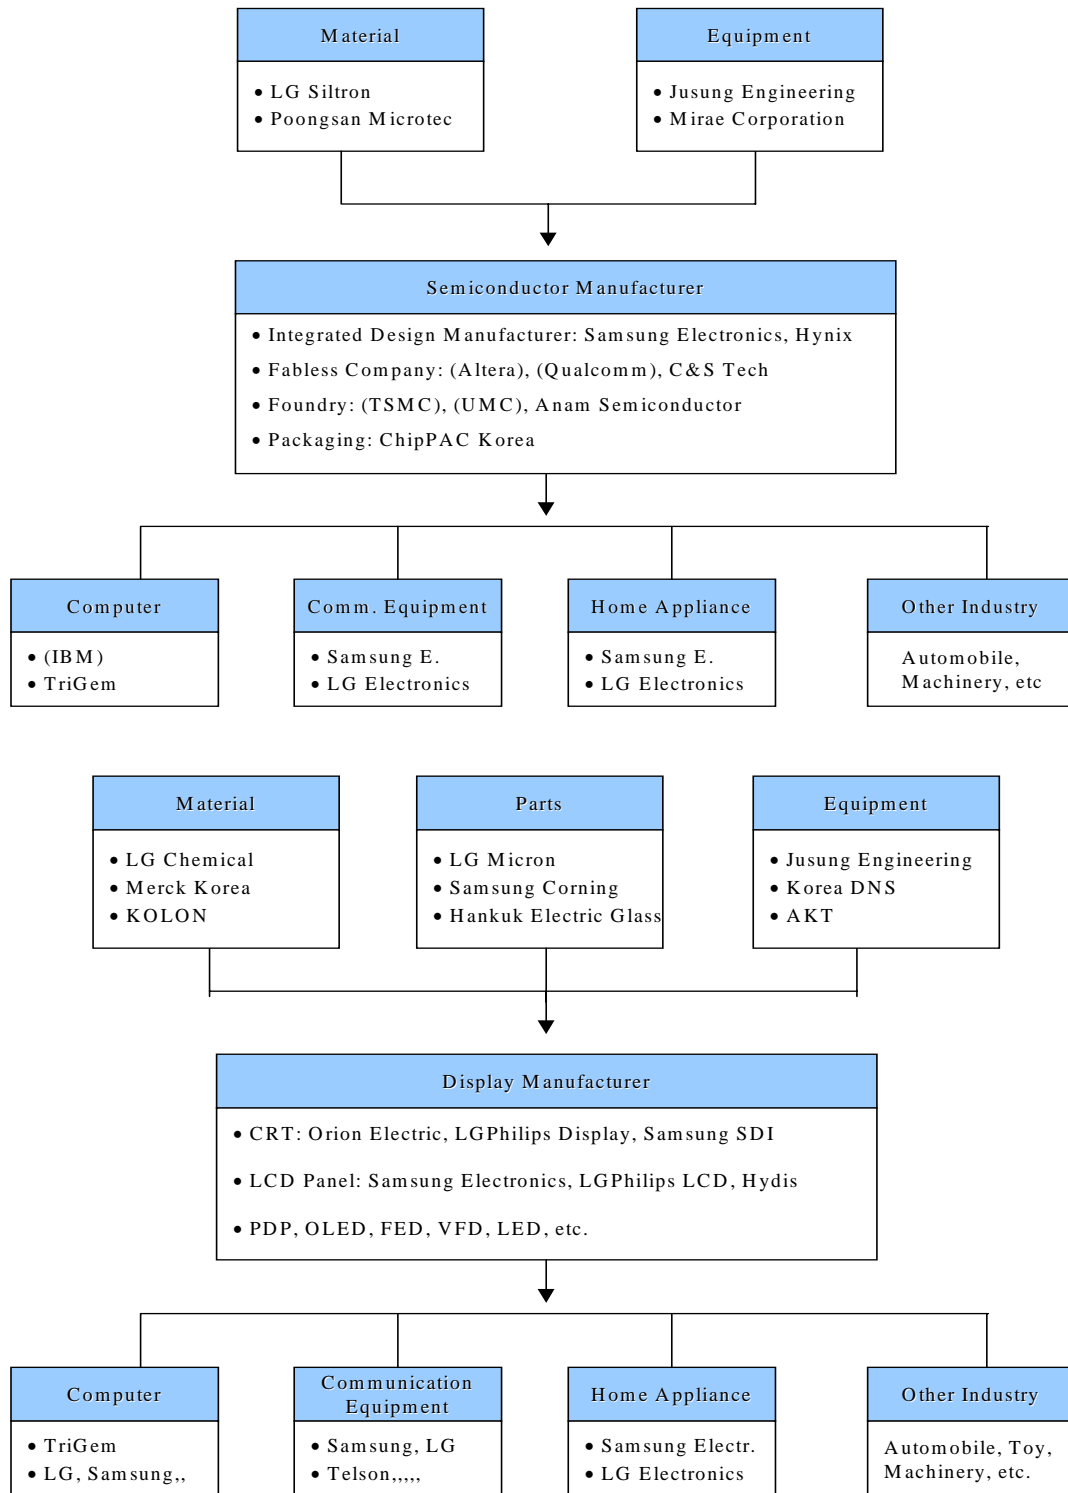 Material
Equipment
• LG Siltron
• Poongsan Microtec
• Jusung Engineering
• Mirae Corporation
Semiconductor Manufacturer
• Integrated Design Manufacturer: Samsung Electronics, Hynix
• Fabless Company: (Altera), (Qualcomm), C&S Tech
• Foundry: (TSMC), (UMC), Anam Semiconductor
• Packaging: ChipPAC Korea
Computer
Comm. Equipment
Home Appliance
Other Industry
• (IBM)
• TriGem
• Samsung E.
• LG Electronics
• Samsung E.
• LG Electronics
Automobile,
Machinery, etc
Material
Parts
Equipment
• LG Chemical
• Merck Korea
• KOLON
• LG Micron
• Samsung Corning
• Hankuk Electric Glass
• Jusung Engineering
• Korea DNS
• AKT
Display Manufacturer
• CRT: Orion Electric, LGPhilips Display, Samsung SDI
• LCD Panel: Samsung Electronics, LGPhilips LCD, Hydis
• PDP, OLED, FED, VFD, LED, etc.
Computer
Communication
Equipment
Home Appliance
Other Industry
• TriGem
• LG, Samsung,,
• Samsung, LG
• Telson,,,,,
• Samsung Electr.
• LG Electronics
Automobile, Toy,
Machinery, etc.